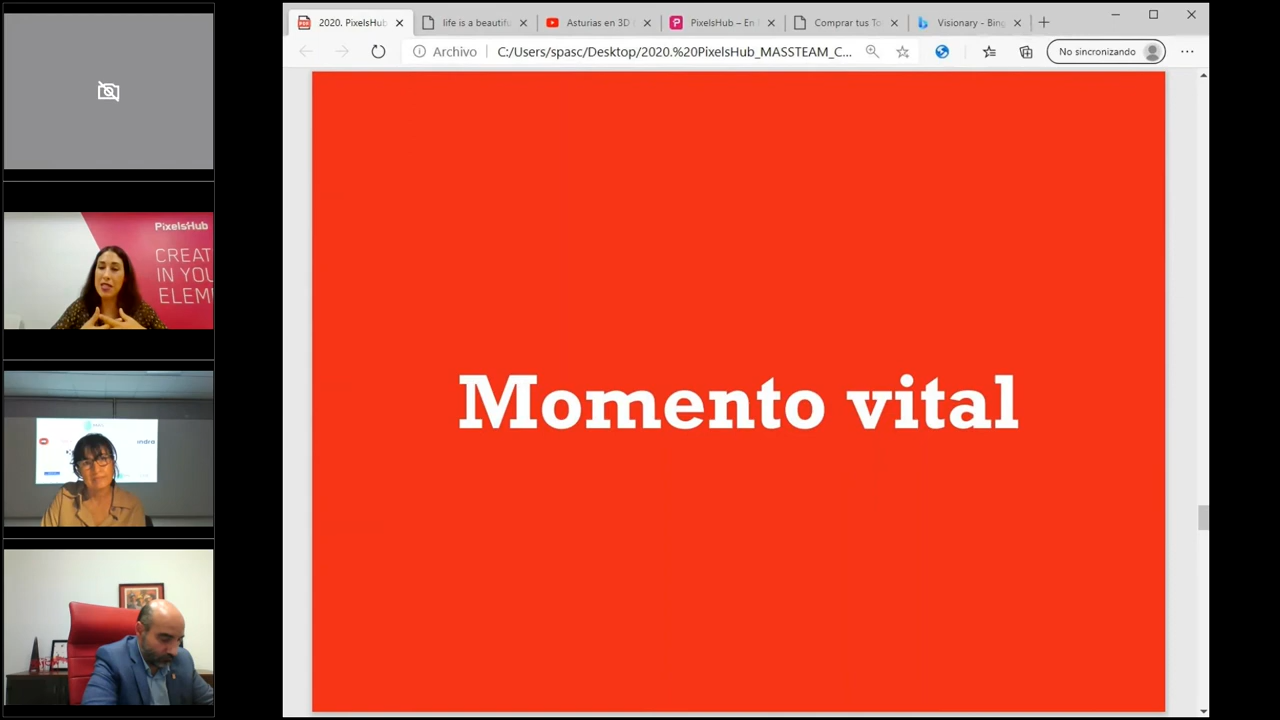 2020. PixelsHub
life is a beautifu
Asturias en 3D
PixelsHub – En
Comprar tus To
Visionary - Bing
Archivo
C:/Users/spasc/Desktop/2020.%20PixelsHub_MASSTEAM_C...
No sincronizando
PixelsHub
CREAT
IN YOU
ELEM
indra
Momento vital